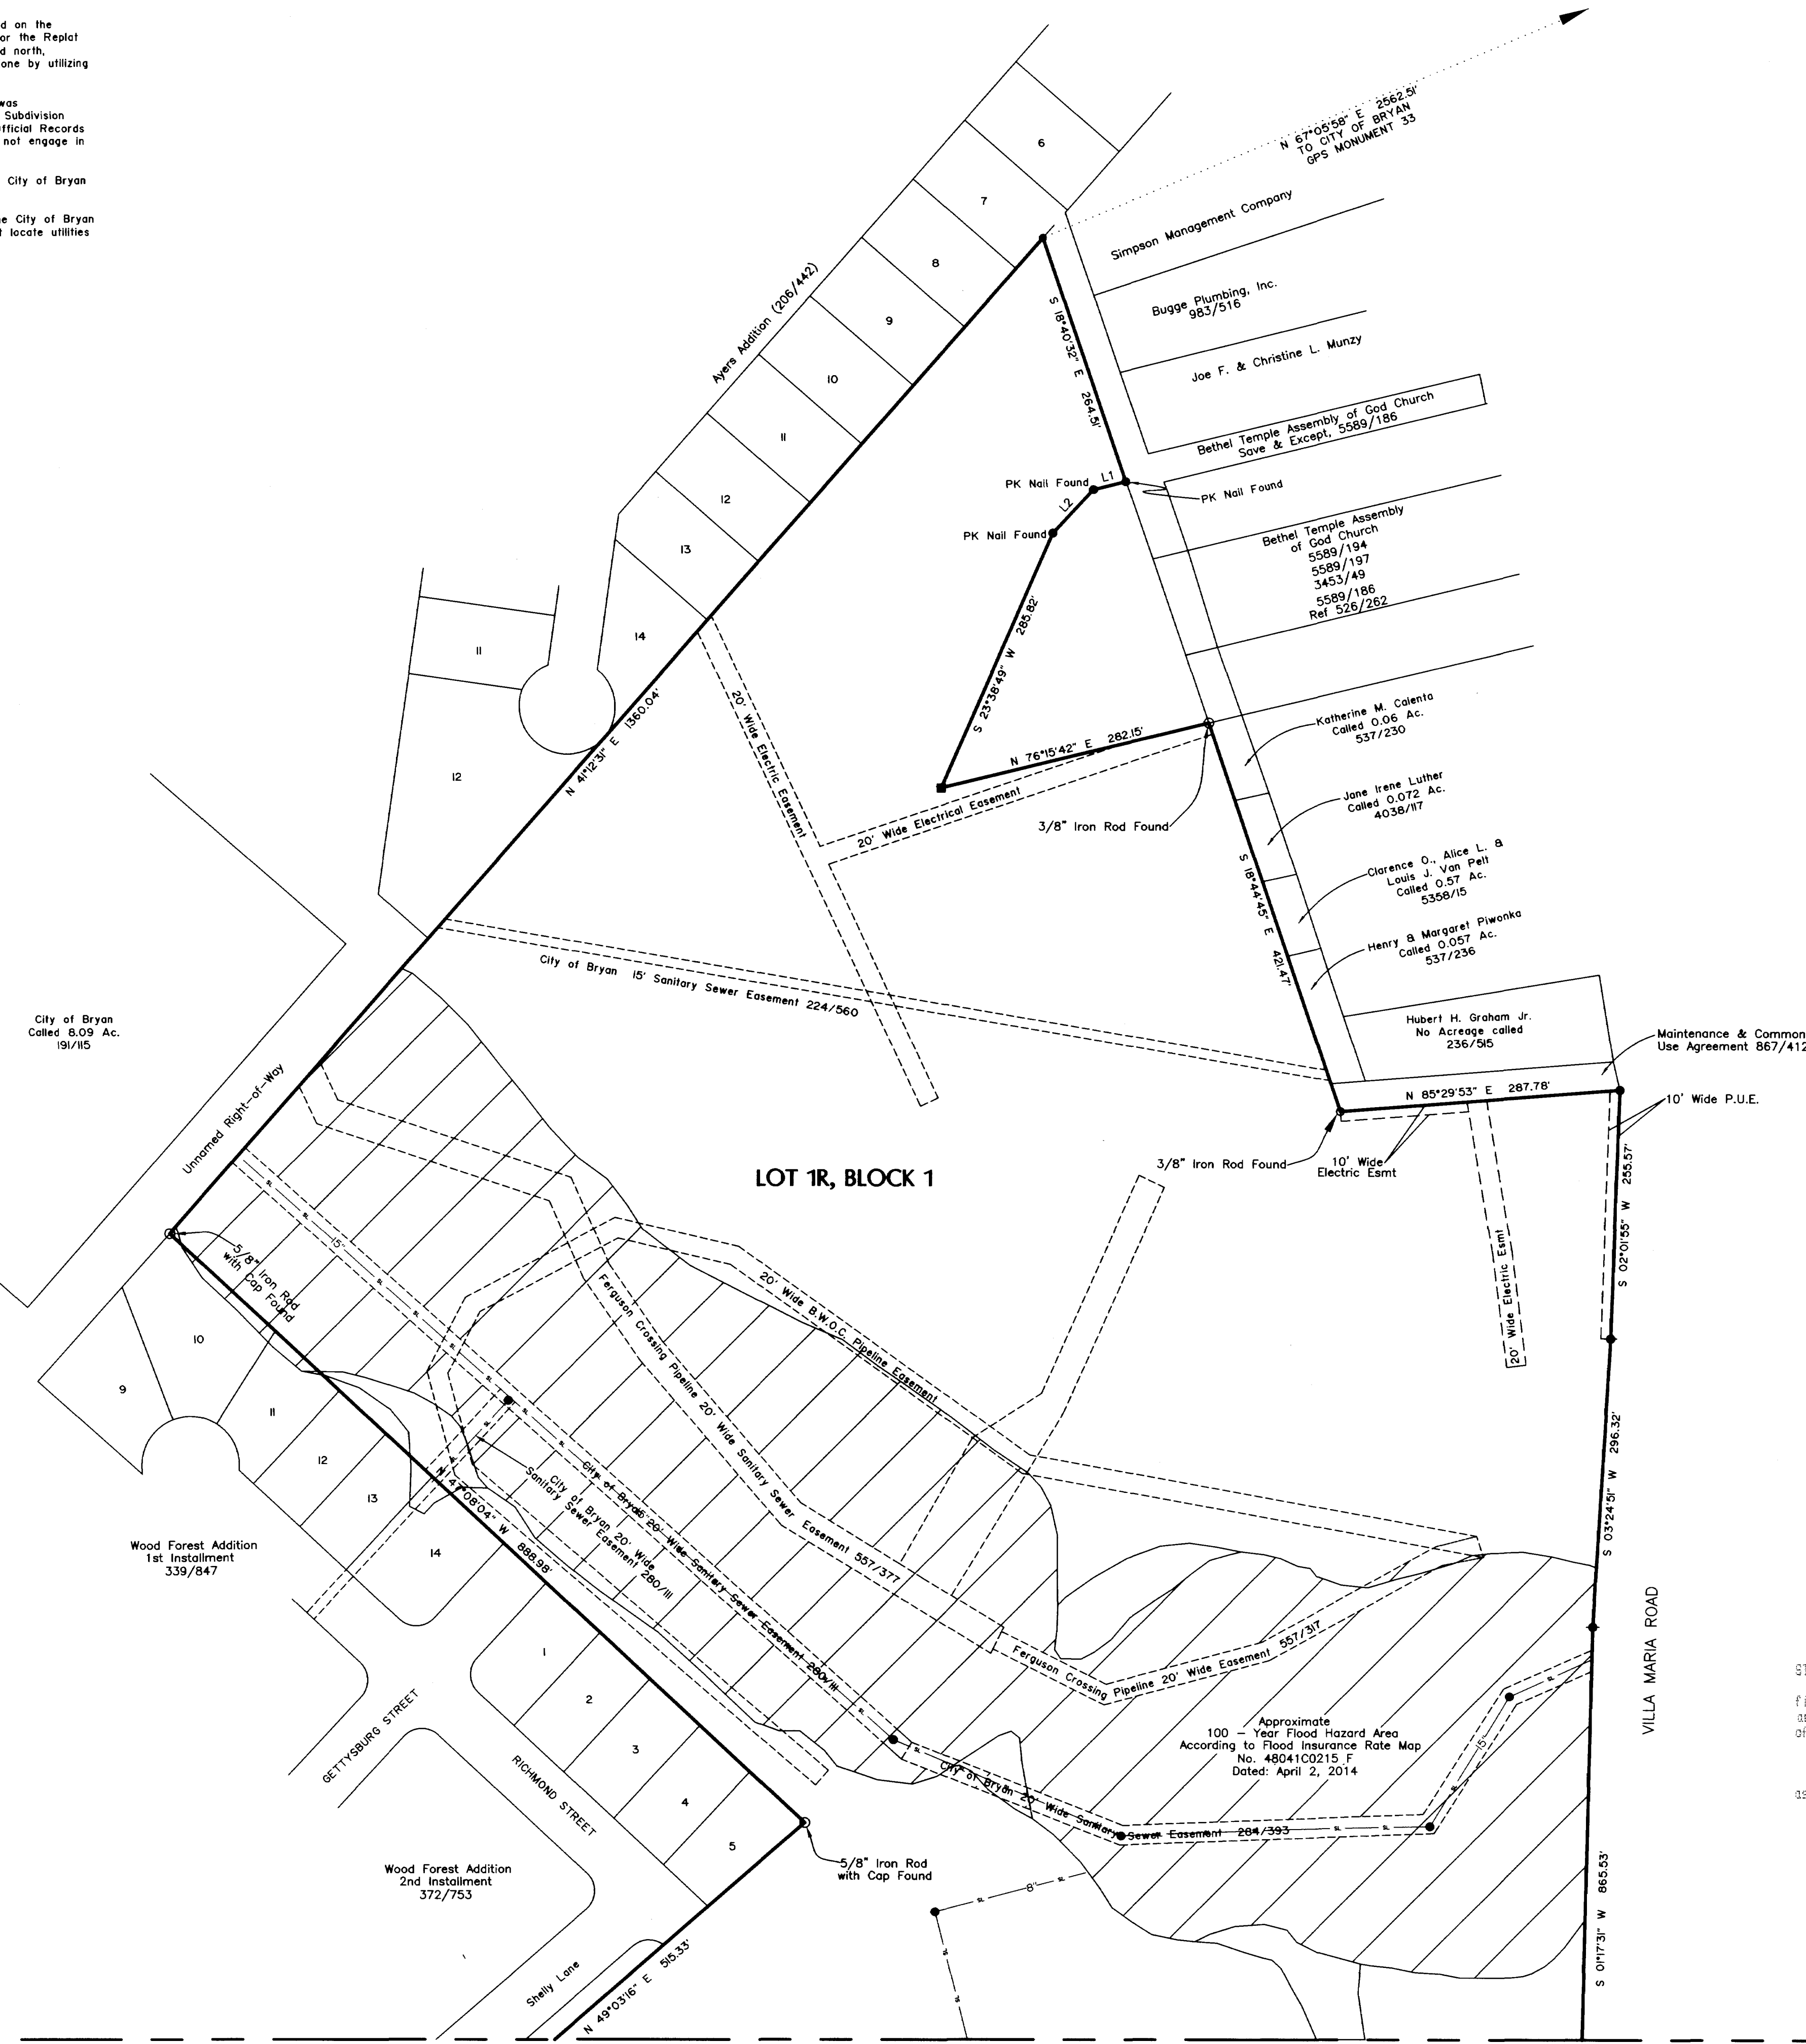 d on the
or the Replat
d north,
one by utilizing
was
Subdivision
fficial Records
not engage in
City of Bryan
e City of Bryan
t locate utilities
N 67°05'58" E 2562.51'
TO CITY OF BRYAN
GPS MONUMENT 33
6
7
8
9
10
11
12
13
14
Ayers Addition (206/442)
Simpson Management Company
Bugge Plumbing, Inc.
983/516
Joe F. & Christine L. Munzy
Bethel Temple Assembly of God Church
Save & Except, 5589/186
S 18°40'32" E 264.51'
PK Nail Found
L1
PK Nail Found
L2
PK Nail Found
Bethel Temple Assembly
of God Church
5589/194
5589/197
3453/49
5589/186
Ref 526/262
S 23°38'49" W 285.82'
N 76°15'42" E 282.15'
20' Wide Electrical Easement
20' Wide Electric Easement
3/8" Iron Rod Found
11
12
N 41°12'31" E 1360.04'
Katherine M. Calenta
Called 0.06 Ac.
537/230
Jane Irene Luther
Called 0.072 Ac.
4038/117
Clarence O., Alice L. &
Louis J. Van Pelt
Called 0.57 Ac.
5358/15
Henry & Margaret Piwonka
Called 0.057 Ac.
537/236
S 18°44'45" E 421.47'
City of Bryan 15' Sanitary Sewer Easement 224/560
City of Bryan
Called 8.09 Ac.
191/115
Unnamed Right-of-Way
Hubert H. Graham Jr.
No Acreage called
236/515
Maintenance & Common
Use Agreement 867/412
N 85°29'53" E 287.78'
10' Wide P.U.E.
3/8" Iron Rod Found
10' Wide
Electric Esmt
20' Wide Electric Esmt
S 02°01'55" W 255.57'
LOT 1R, BLOCK 1
5/8" Iron Rod
with Cap Found
15"
20' Wide B.W.O.C. Pipeline Easement
Ferguson Crossing Pipeline 20' Wide Sanitary Sewer Easement 557/377
9
10
11
12
13
14
City of Bryan 20' Wide
Sanitary Sewer Easement 280/111
City of Bryan 20' Wide Sanitary Sewer Easement 280/111
N 47°08'04" W 888.98'
Wood Forest Addition
1st Installment
339/847
S 03°24'51" W 296.32'
VILLA MARIA ROAD
Ferguson Crossing Pipeline 20' Wide Easement 557/317
Approximate
100 - Year Flood Hazard Area
According to Flood Insurance Rate Map
No. 48041C0215 F
Dated: April 2, 2014
15"
1
2
3
4
5
GETTYSBURG STREET
RICHMOND STREET
City of Bryan 20' Wide Sanitary Sewer Easement 284/393
5/8" Iron Rod
with Cap Found
Wood Forest Addition
2nd Installment
372/753
8"
Shelly Lane
N 49°03'16" E 515.33'
S 01°17'31" W 865.53'